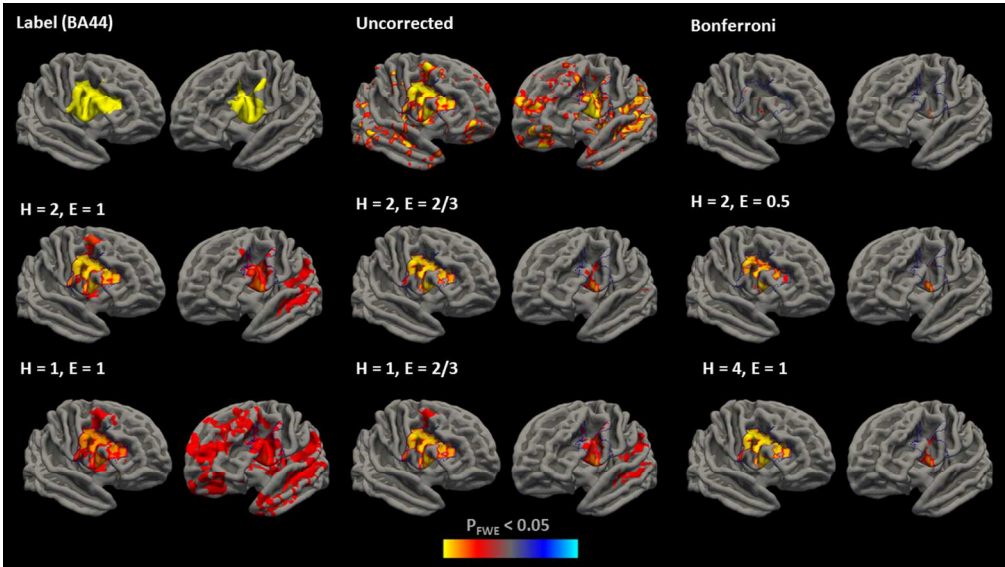 Label (BA44)
Uncorrected
Bonferroni
H = 2, E = 1
H = 2, E = 2/3
H = 2, E = 0.5
H = 1, E = 1
H = 1, E = 2/3
H = 4, E = 1
PFWE < 0.05